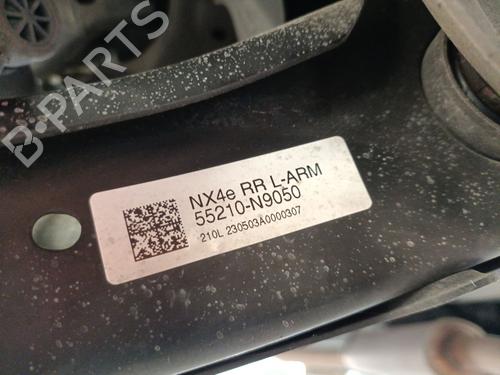 B-PARTS
NX4e RR L-ARM
55210-N9050
210L 230503A0000307